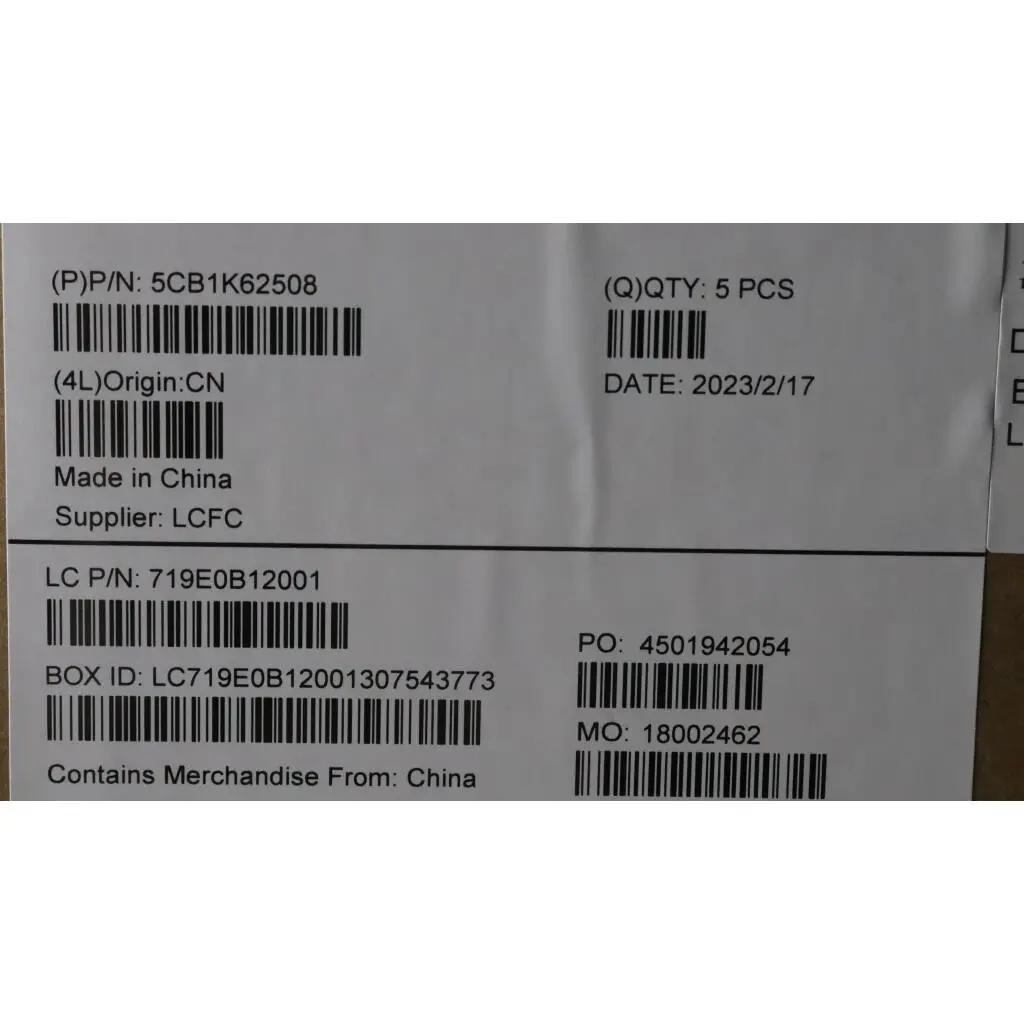 (P)P/N: 5CB1K62508
(Q)QTY: 5 PCS
(4L)Origin:CN
DATE: 2023/2/17
Made in China
Supplier: LCFC
LC P/N: 719E0B12001
PO: 4501942054
BOX ID: LC719E0B12001307543773
MO: 18002462
Contains Merchandise From: China